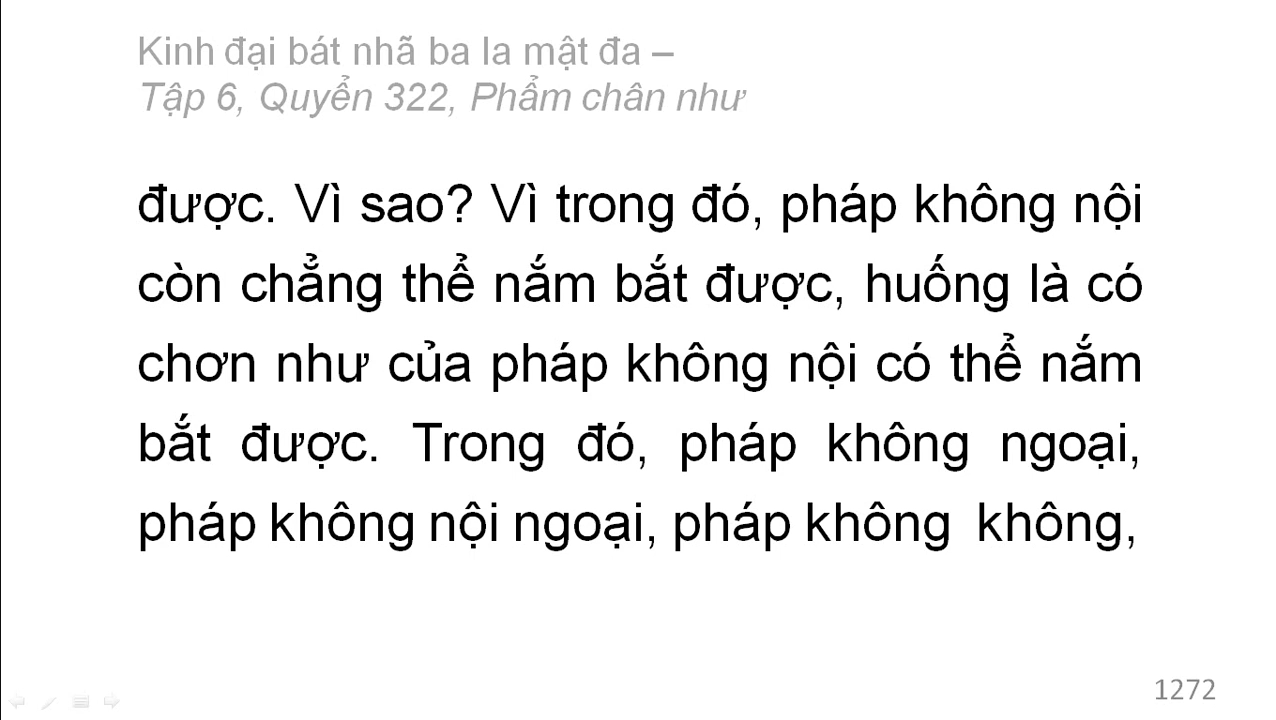 Kinh đại bát nhã ba la mật đa –
Tập 6, Quyển 322, Phẩm chân như
được. Vì sao? Vì trong đó, pháp không nội
còn chẳng thể nắm bắt được, huống là có
chơn như của pháp không nội có thể nắm
bắt được. Trong đó, pháp không ngoại,
pháp không nội ngoại, pháp không không,
1272